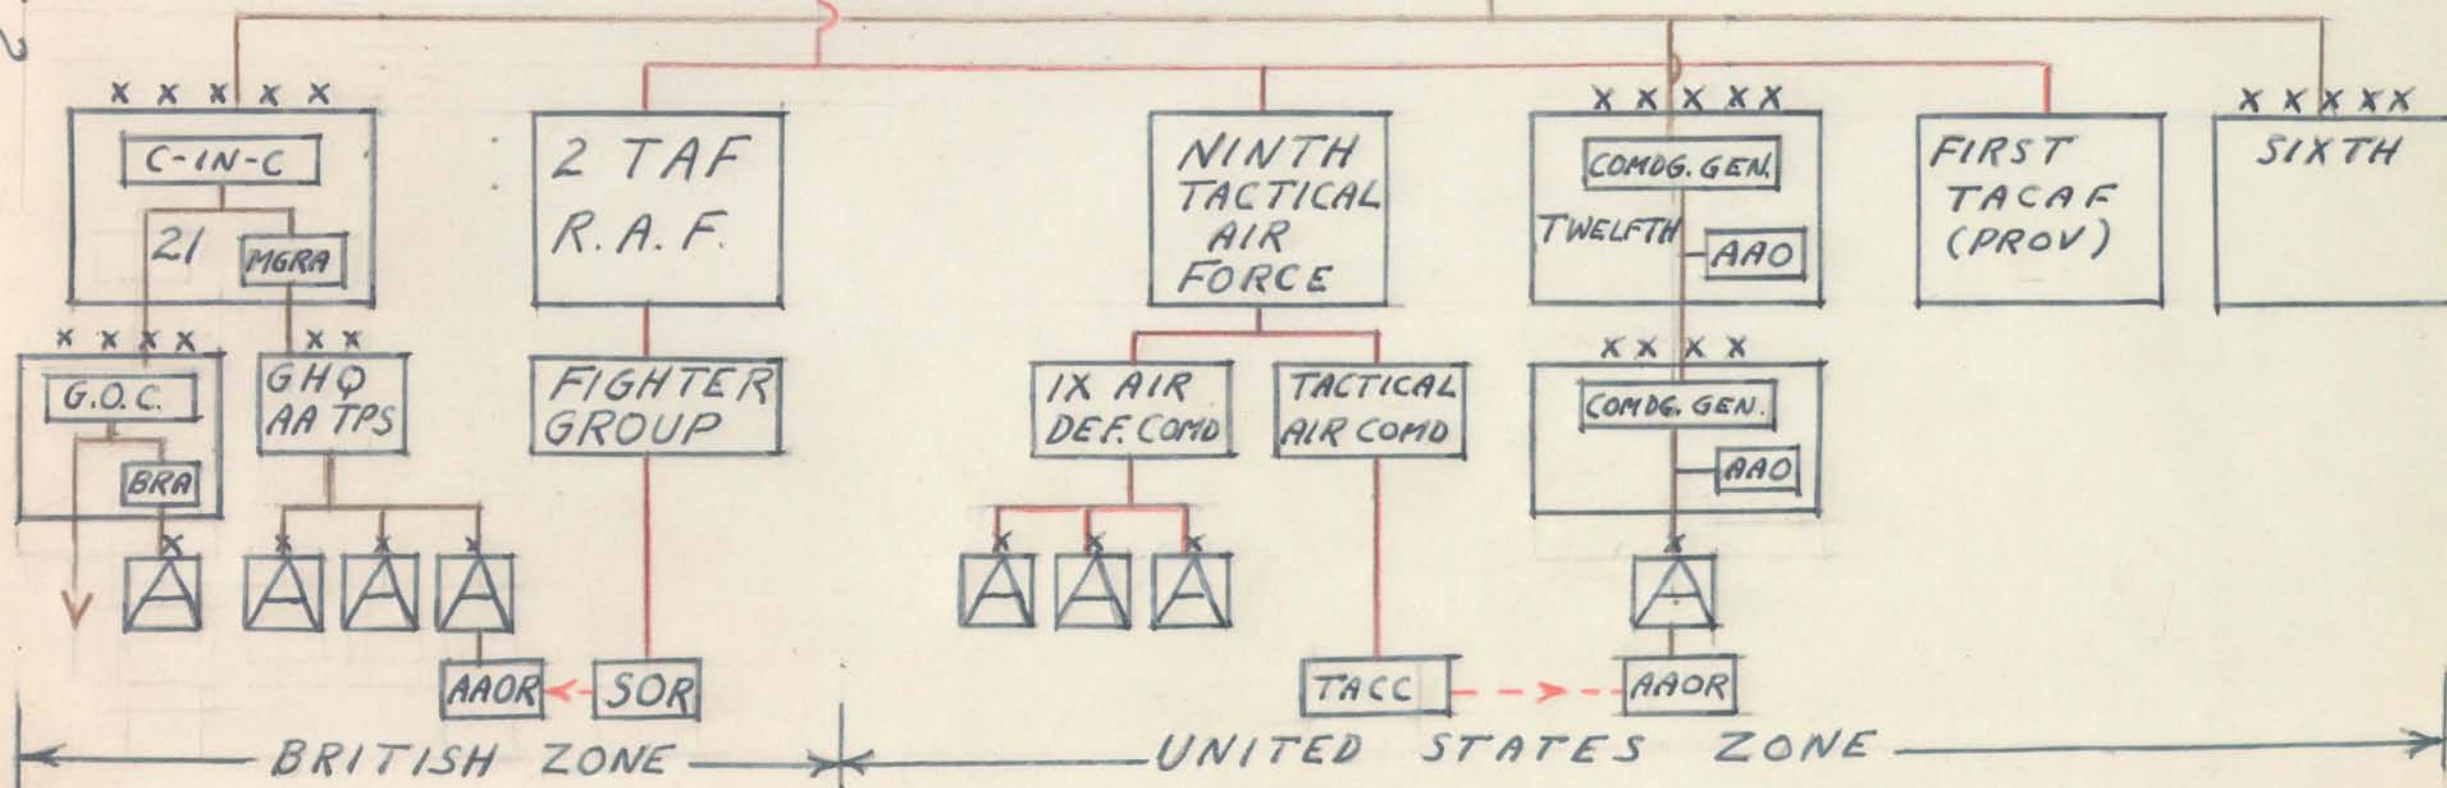 x x x x x
C-IN-C
21
MGRA
2 TAF
R.A.F.
NINTH
TACTICAL
AIR
FORCE
x x x x x
COMDG. GEN.
TWELFTH
AAO
FIRST
TACAF
(PROV)
x x x x x
SIXTH
x x x x
G.O.C.
BRA
x x
GHQ
AA TPS
FIGHTER
GROUP
IX AIR
DEF. COMD
TACTICAL
AIR COMD
x x x x
COMDG. GEN.
AAO
x
A
x
A
x
A
x
A
x
A
x
A
x
A
x
A
AAOR
SOR
TACC
AAOR
BRITISH ZONE
UNITED STATES ZONE